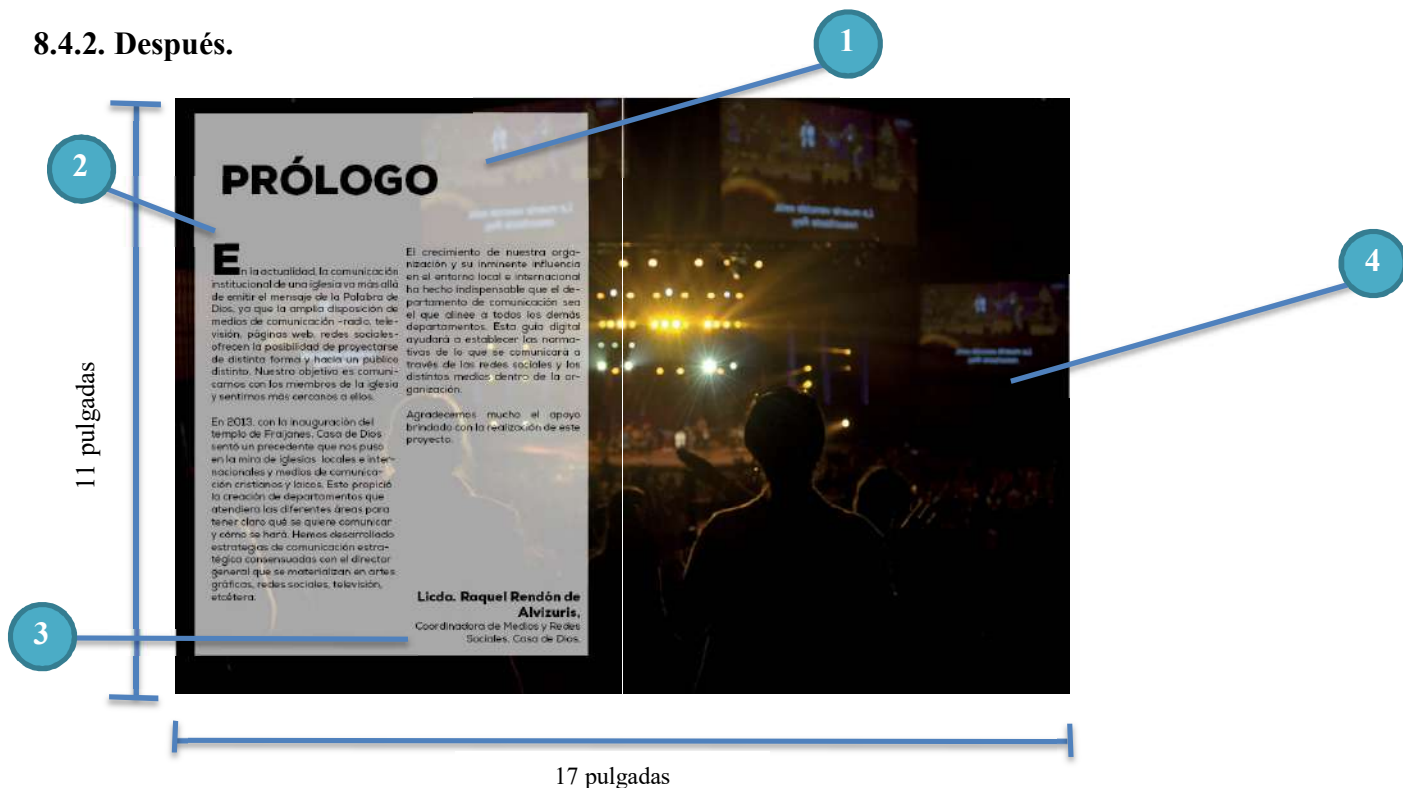 8.4.2. Después.
1
2
3
4
11 pulgadas
17 pulgadas
PRÓLOGO
En la actualidad, la comunicación
institucional de una iglesia va más allá
de emitir el mensaje de la Palabra de
Dios, ya que la amplia disposición de
medios de comunicación -radio, tele-
visión, páginas web, redes sociales-
ofrecen la posibilidad de proyectarse
de distinta forma y hacia un público
distinto. Nuestro objetivo es comuni-
carnos con los miembros de la iglesia
y sentirnos más cercanos a ellos.
En 2013, con la inauguración del
templo de Fraijanes, Casa de Dios
sentó un precedente que nos puso
en la mira de iglesias locales e inter-
nacionales y medios de comunica-
ción cristianos y laicos. Esto propició
la creación de departamentos que
atendiera las diferentes áreas para
tener claro qué se quiere comunicar
y cómo se hará. Hemos desarrollado
estrategias de comunicación estra-
tégica consensuadas con el director
general que se materializan en artes
gráficas, redes sociales, televisión,
etcétera.
El crecimiento de nuestra orga-
nización y su inminente influencia
en el entorno local e internacional
ha hecho indispensable que el de-
partamento de comunicación sea
el que alinee a todos los demás
departamentos. Esta guía digital
ayudará a establecer las norma-
tivas de lo que se comunicará a
través de las redes sociales y los
distintos medios dentro de la or-
ganización.
Agradecemos mucho el apoyo
brindado con la realización de este
proyecto.
Licda. Raquel Rendón de
Alvizuris,
Coordinadora de Medios y Redes
Sociales, Casa de Dios.